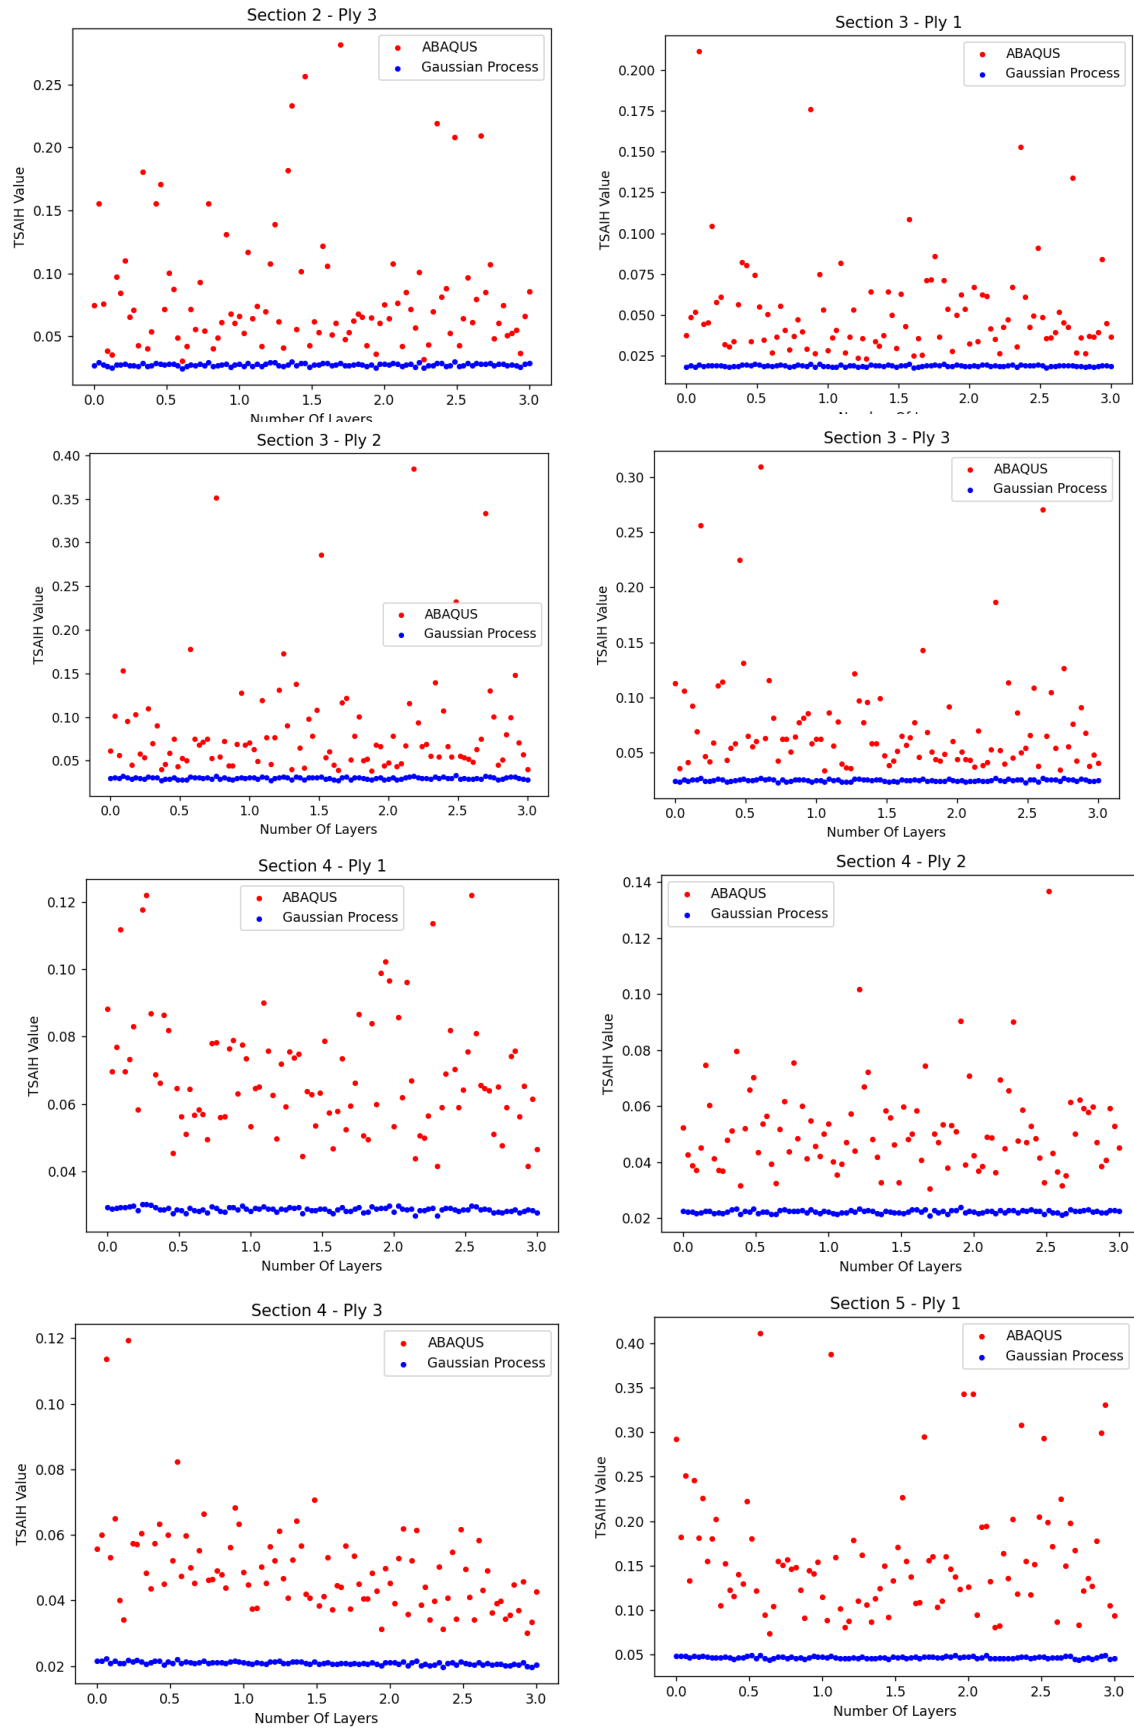 Section 2 - Ply 3
TSAIH Value
0.25
0.20
0.15
0.10
0.05
ABAQUS
Gaussian Process
0.0 0.5 1.0 1.5 2.0 2.5 3.0
Number Of Layers
Section 3 - Ply 1
TSAIH Value
0.200
0.175
0.150
0.125
0.100
0.075
0.050
0.025
ABAQUS
Gaussian Process
0.0 0.5 1.0 1.5 2.0 2.5 3.0
Section 3 - Ply 2
TSAIH Value
0.40
0.35
0.30
0.25
0.20
0.15
0.10
0.05
ABAQUS
Gaussian Process
0.0 0.5 1.0 1.5 2.0 2.5 3.0
Number Of Layers
Section 3 - Ply 3
TSAIH Value
0.30
0.25
0.20
0.15
0.10
0.05
ABAQUS
Gaussian Process
0.0 0.5 1.0 1.5 2.0 2.5 3.0
Number Of Layers
Section 4 - Ply 1
TSAIH Value
0.12
0.10
0.08
0.06
0.04
ABAQUS
Gaussian Process
0.0 0.5 1.0 1.5 2.0 2.5 3.0
Number Of Layers
Section 4 - Ply 2
TSAIH Value
0.14
0.12
0.10
0.08
0.06
0.04
0.02
ABAQUS
Gaussian Process
0.0 0.5 1.0 1.5 2.0 2.5 3.0
Number Of Layers
Section 4 - Ply 3
TSAIH Value
0.12
0.10
0.08
0.06
0.04
0.02
ABAQUS
Gaussian Process
0.0 0.5 1.0 1.5 2.0 2.5 3.0
Number Of Layers
Section 5 - Ply 1
TSAIH Value
0.40
0.35
0.30
0.25
0.20
0.15
0.10
0.05
ABAQUS
Gaussian Process
0.0 0.5 1.0 1.5 2.0 2.5 3.0
Number Of Layers